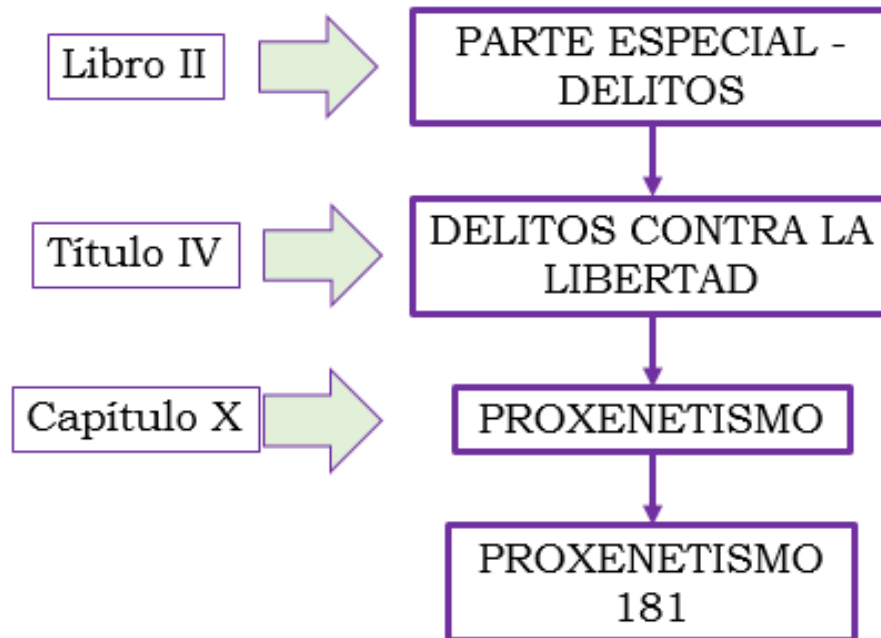 Libro II
PARTE ESPECIAL -
DELITOS
Título IV
DELITOS CONTRA LA
LIBERTAD
Capítulo X
PROXENETISMO
PROXENETISMO
181